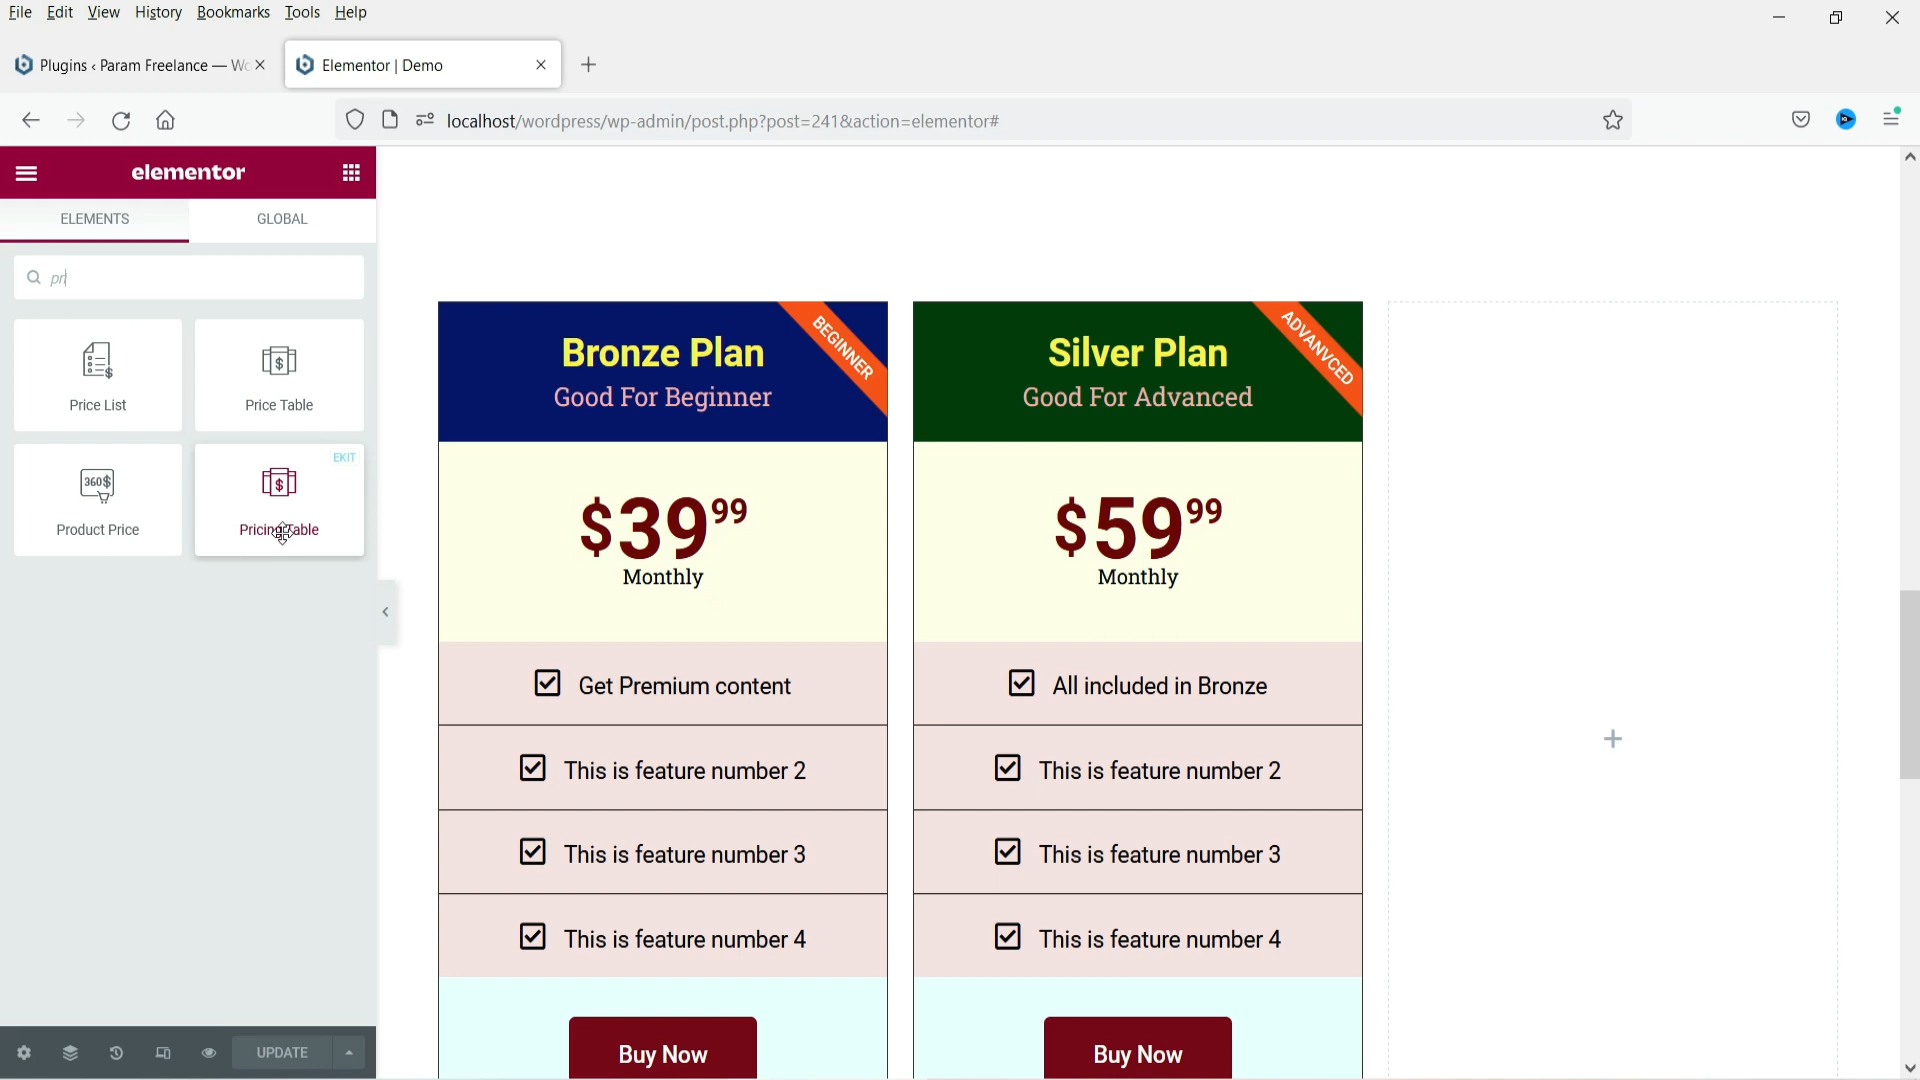 File Edit View History Bookmarks Tools Help
Plugins ‹ Param Freelance — Wo
Elementor | Demo
localhost/wordpress/wp-admin/post.php?post=241&action=elementor#
elementor
ELEMENTS GLOBAL
pri
Price List
Price Table
360$
Product Price
EKIT
Pricing Table
UPDATE
Bronze Plan
BEGINNER
Good For Beginner
$39 99
Monthly
Get Premium content
This is feature number 2
This is feature number 3
This is feature number 4
Buy Now
Silver Plan
ADVANVCED
Good For Advanced
$59 99
Monthly
All included in Bronze
This is feature number 2
This is feature number 3
This is feature number 4
Buy Now